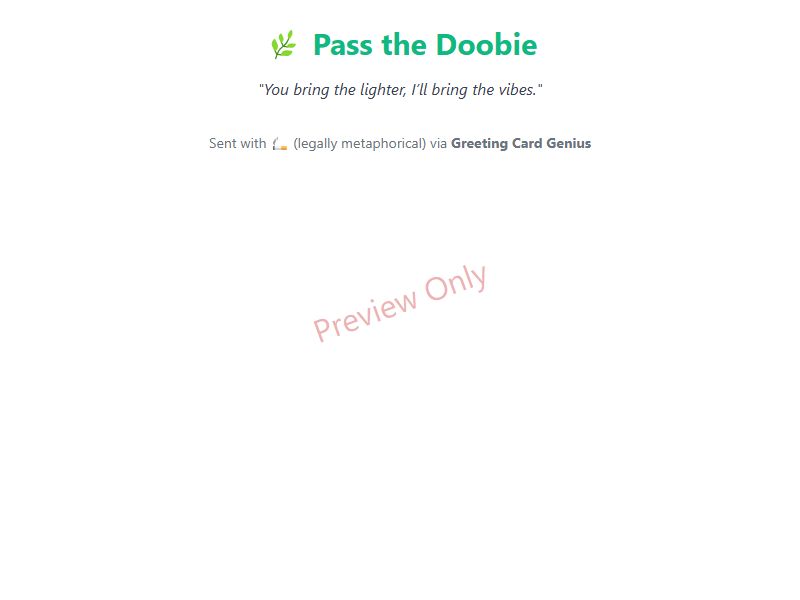 🌿 Pass the Doobie
"You bring the lighter, I'll bring the vibes."
Sent with 🚬 (legally metaphorical) via Greeting Card Genius
Preview Only